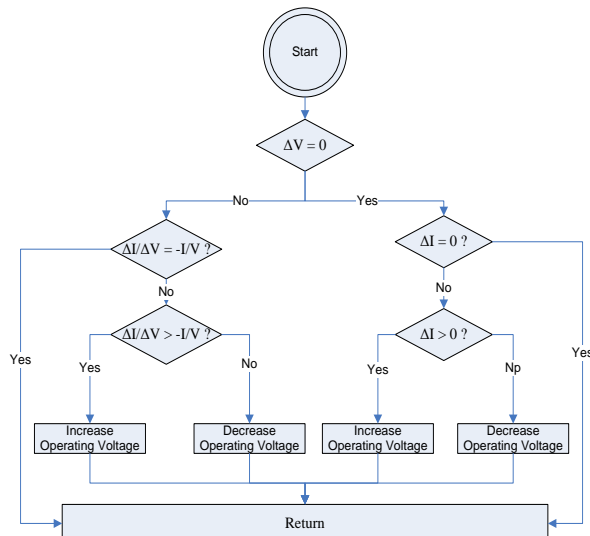 Start
ΔV = 0
No
Yes
ΔI/ΔV = -I/V ?
ΔI = 0 ?
No
No
ΔI/ΔV > -I/V ?
ΔI > 0 ?
Yes
Yes
No
Yes
Np
Yes
Increase
Operating Voltage
Decrease
Operating Voltage
Increase
Operating Voltage
Decrease
Operating Voltage
Return